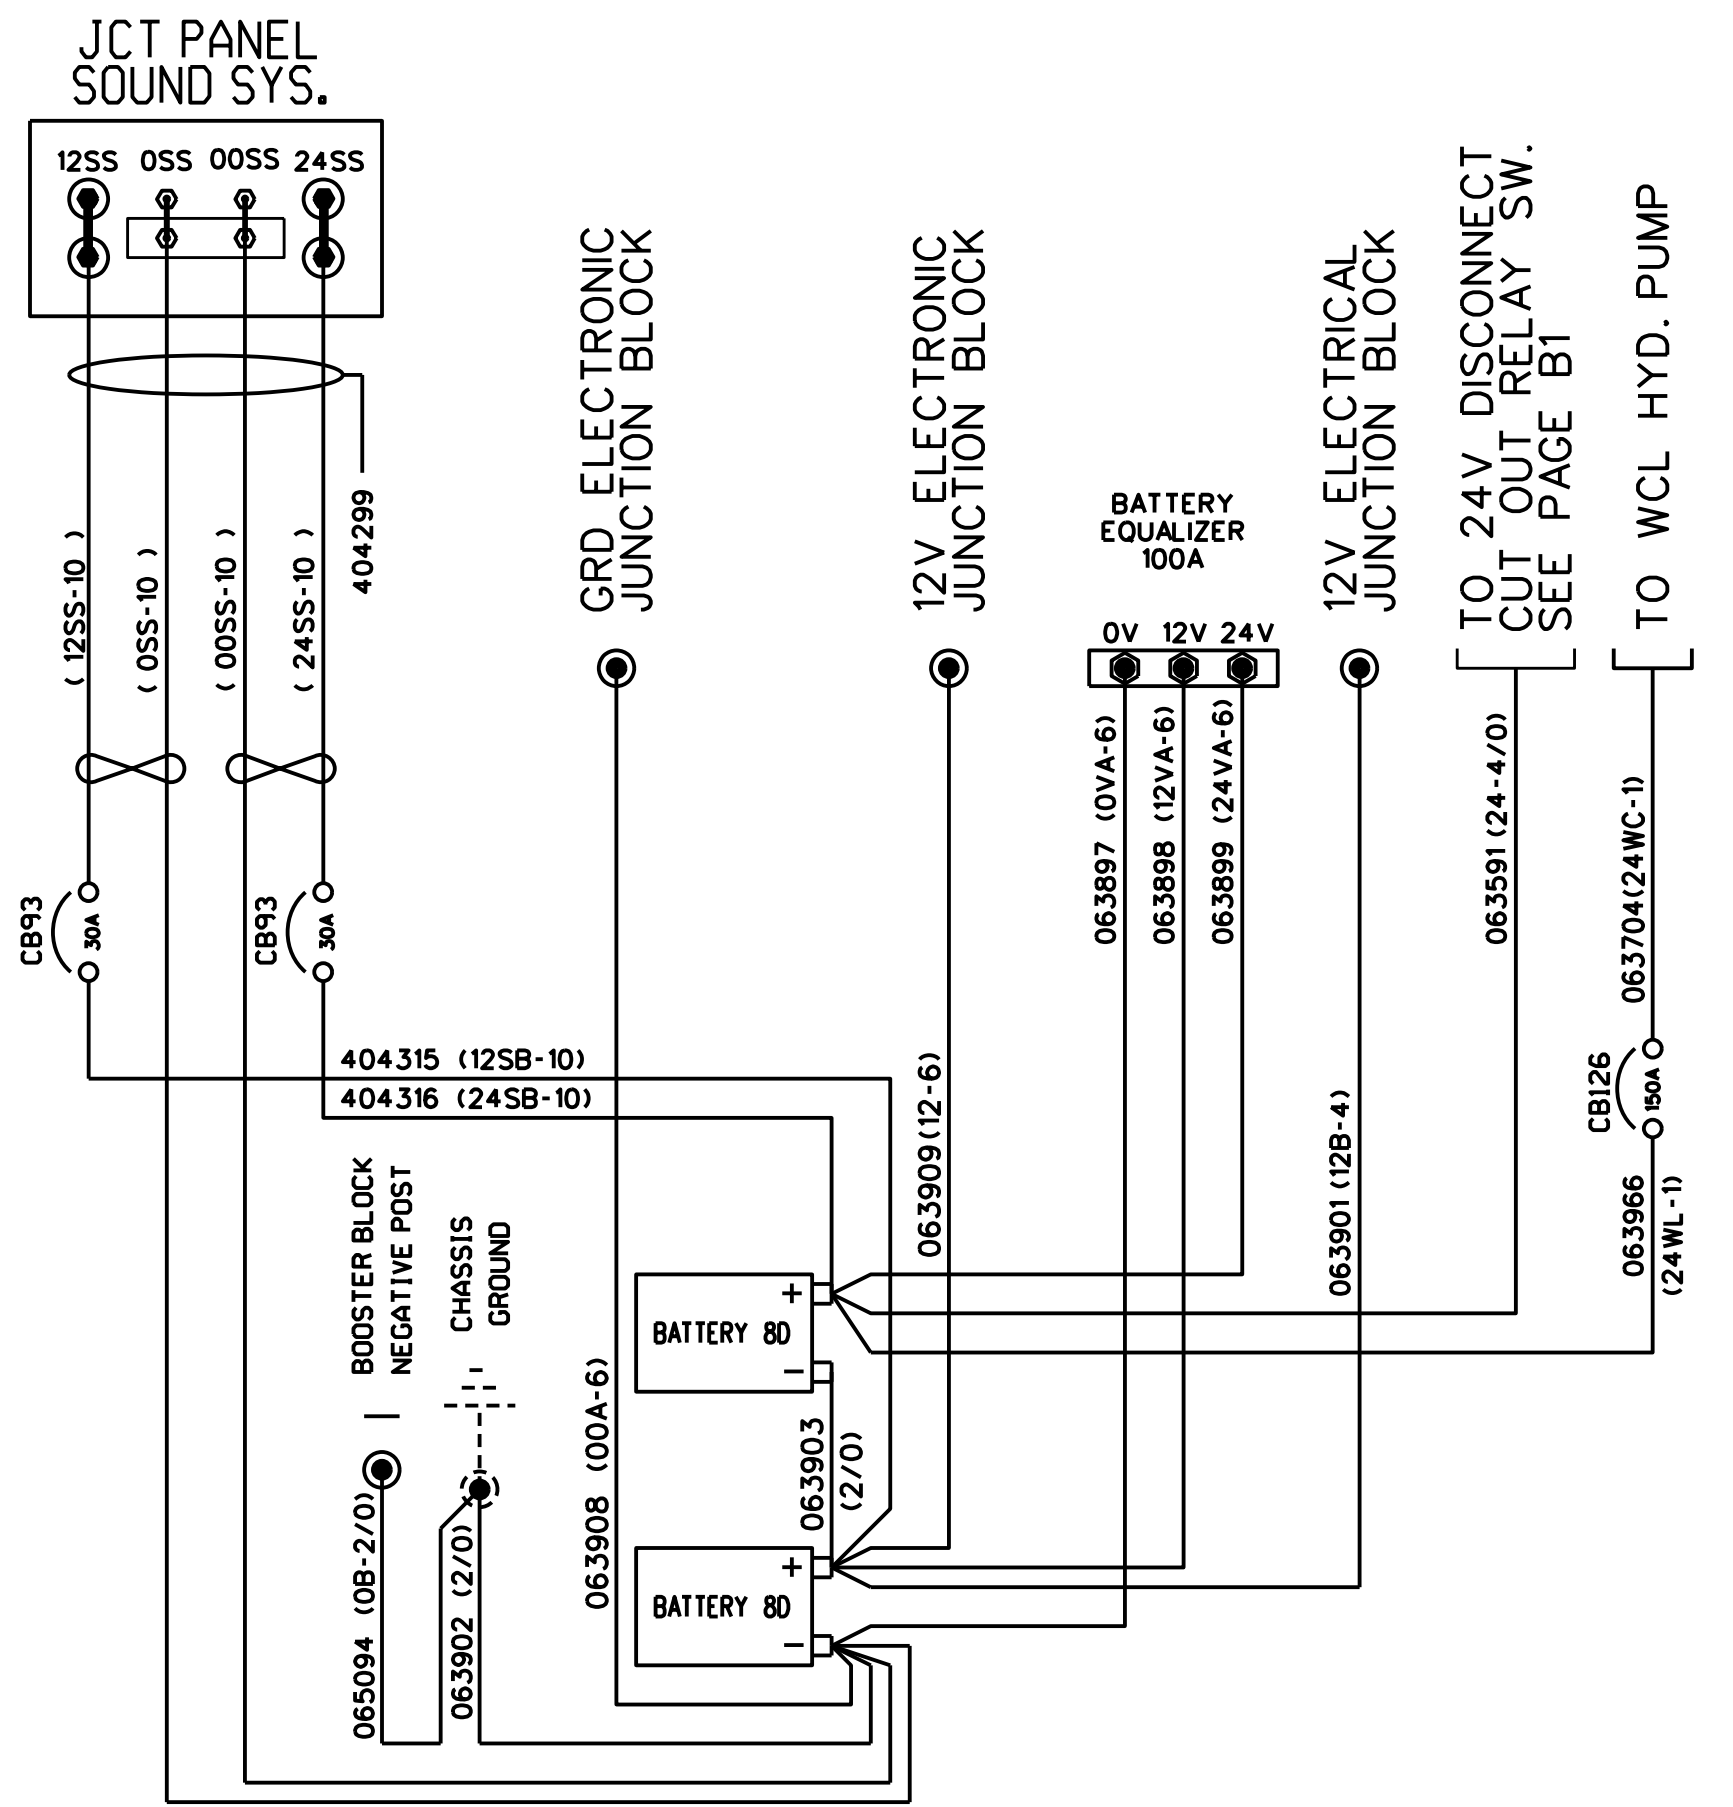 JCT PANEL
SOUND SYS.
12SS 0SS 00SS 24SS
( 12SS-10 )
( 0SS-10 )
( 00SS-10 )
( 24SS-10 )
404299
CB93
30A
CB93
30A
404315 (12SB-10)
404316 (24SB-10)
GRD ELECTRONIC
JUNCTION BLOCK
12V ELECTRONIC
JUNCTION BLOCK
BATTERY
EQUALIZER
100A
0V 12V 24V
12V ELECTRICAL
JUNCTION BLOCK
TO 24V DISCONNECT
CUT OUT RELAY SW.
SEE PAGE B1
TO WCL HYD. PUMP
063897 (0VA-6)
063898 (12VA-6)
063899 (24VA-6)
063591 (24-4/0)
063704(24WC-1)
CB126
150A
063966
(24WL-1)
063909(12-6)
063901 (12B-4)
BOOSTER BLOCK
NEGATIVE POST
CHASSIS
GROUND
065094 (0B-2/0)
063902 (2/0)
063908 (00A-6)
+
BATTERY 8D
-
063903
(2/0)
+
BATTERY 8D
-